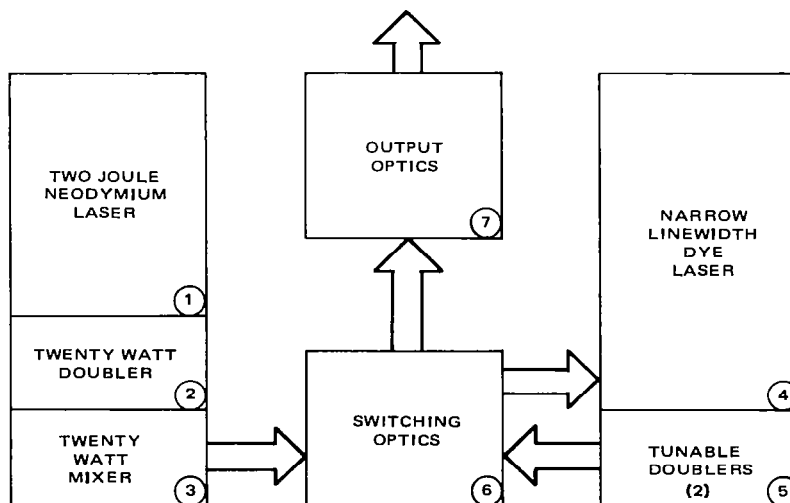 TWO JOULE
NEODYMIUM
LASER
1
TWENTY WATT
DOUBLER
2
TWENTY
WATT
MIXER
3
OUTPUT
OPTICS
7
SWITCHING
OPTICS
6
NARROW
LINEWIDTH
DYE
LASER
4
TUNABLE
DOUBLERS
(2)
5